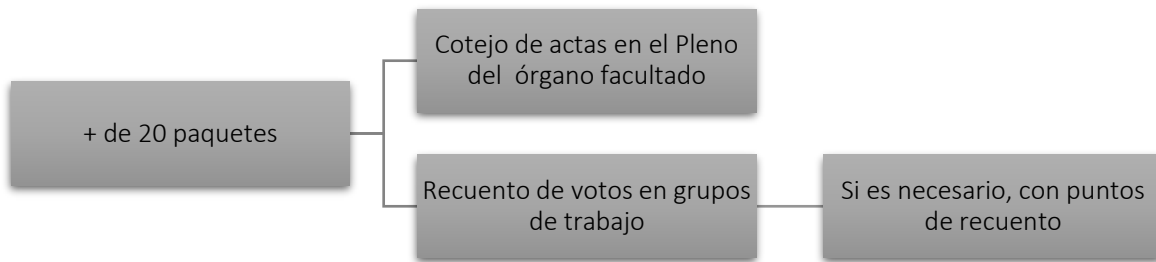 Cotejo de actas en el Pleno
del órgano facultado
+ de 20 paquetes
Recuento de votos en grupos
de trabajo
Si es necesario, con puntos
de recuento